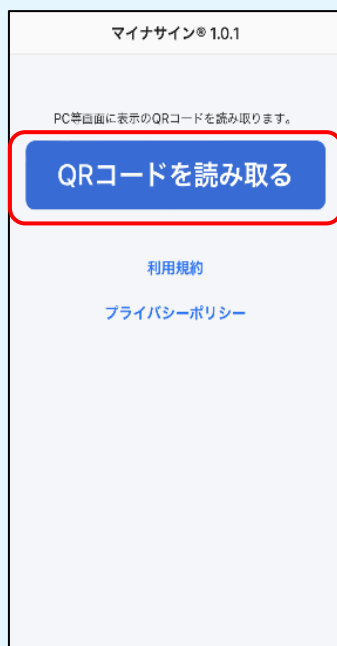 マイナサイン® 1.0.1
PC等画面に表示のQRコードを読み取ります。
QRコードを読み取る
利用規約
プライバシーポリシー